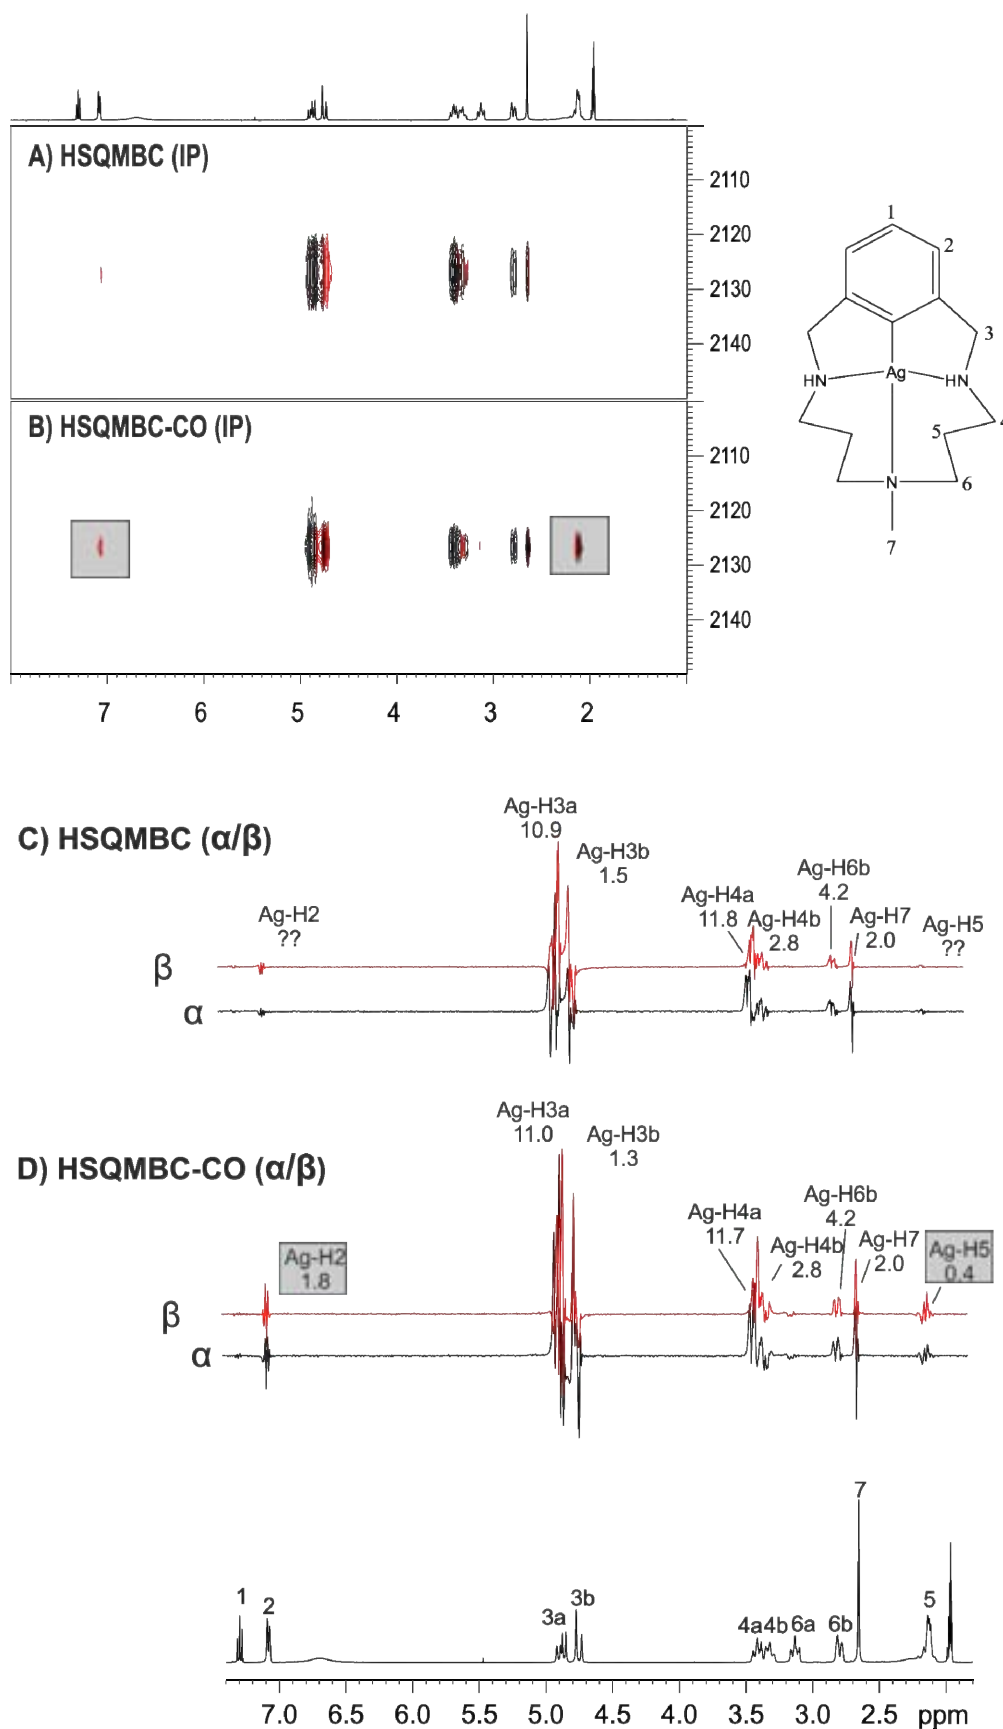 A) HSQMBC (IP)
2110
2120
2130
2140
B) HSQMBC-CO (IP)
2110
2120
2130
2140
7 6 5 4 3 2
1
2
3
HN Ag HN
4
5
N 6
7
C) HSQMBC (α/β)
Ag-H3a
10.9
Ag-H3b
1.5
Ag-H2
??
Ag-H4a
11.8
Ag-H4b
2.8
Ag-H6b
4.2
Ag-H7
2.0
Ag-H5
??
β
α
D) HSQMBC-CO (α/β)
Ag-H3a
11.0
Ag-H3b
1.3
Ag-H2
1.8
Ag-H4a
11.7
Ag-H4b
2.8
Ag-H6b
4.2
Ag-H7
2.0
Ag-H5
0.4
β
α
1 2 3a 3b 4a 4b 6a 6b 7 5
7.0 6.5 6.0 5.5 5.0 4.5 4.0 3.5 3.0 2.5 ppm